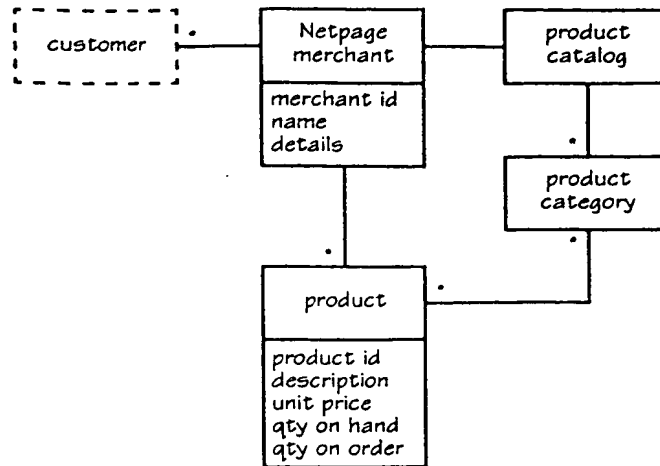 customer
Netpage
merchant
merchant id
name
details
product
catalog
product
category
product
product id
description
unit price
qty on hand
qty on order